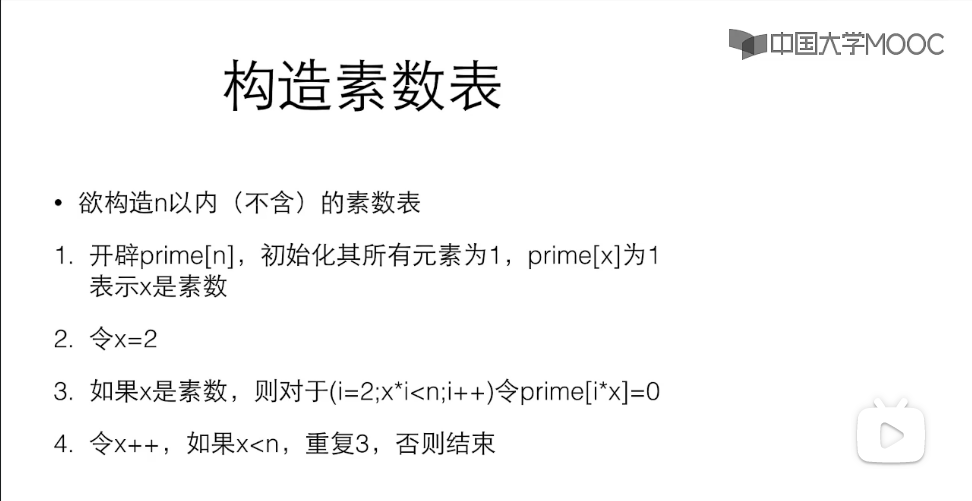 中国大学MOOC
构造素数表
• 欲构造n以内（不含）的素数表
1. 开辟prime[n]，初始化其所有元素为1，prime[x]为1
表示x是素数
2. 令x=2
3. 如果x是素数，则对于(i=2;x*i<n;i++)令prime[i*x]=0
4. 令x++，如果x<n，重复3，否则结束